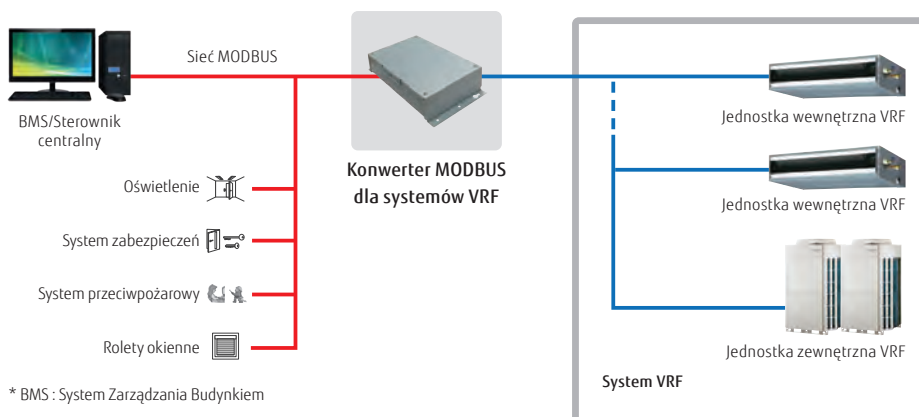 Sieć MODBUS
BMS/Sterownik
centralny
Konwerter MODBUS
dla systemów VRF
Jednostka wewnętrzna VRF
Oświetlenie
Jednostka wewnętrzna VRF
System zabezpieczeń
System przeciwpożarowy
Rolety okienne
Jednostka zewnętrzna VRF
System VRF
* BMS : System Zarządzania Budynkiem